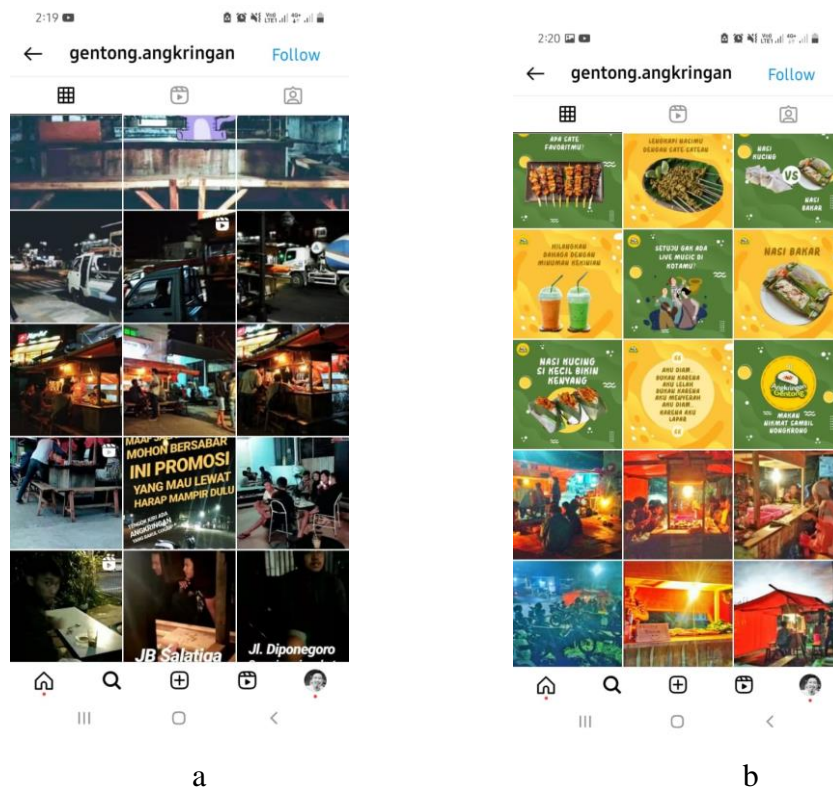 2:19
gentong.angkringan
Follow
MOHON BERSABAR
INI PROMOSI
YANG MAU LEWAT
HARAP MAMPIR DULU
ANGKRINGAN
JB Salatiga
Jl. Diponegoro
a
2:20
gentong.angkringan
Follow
APA SATE
FAVORITMU?
LENGKAPI NASIMU
DENGAN SATE-SATEAN
NASI
KUCING
VS
NASI
BAKAR
HILANGKAN
DAHAGA DENGAN
MINUMAN KEKINIAN
SETUJU GAK ADA
LIVE MUSIC DI
KOTAMU?
NASI BAKAR
NASI KUCING
SI KECIL BIKIN
KENYANG
AKU DIAM..
BUKAN KARENA
AKU LELAH
BUKAN KARENA
AKU MENYERAH
AKU DIAM..
KARENA AKU
LAPAR
Angkringan
Gentong
MAKAN
NIKMAT SAMBIL
NONGKRONG
b